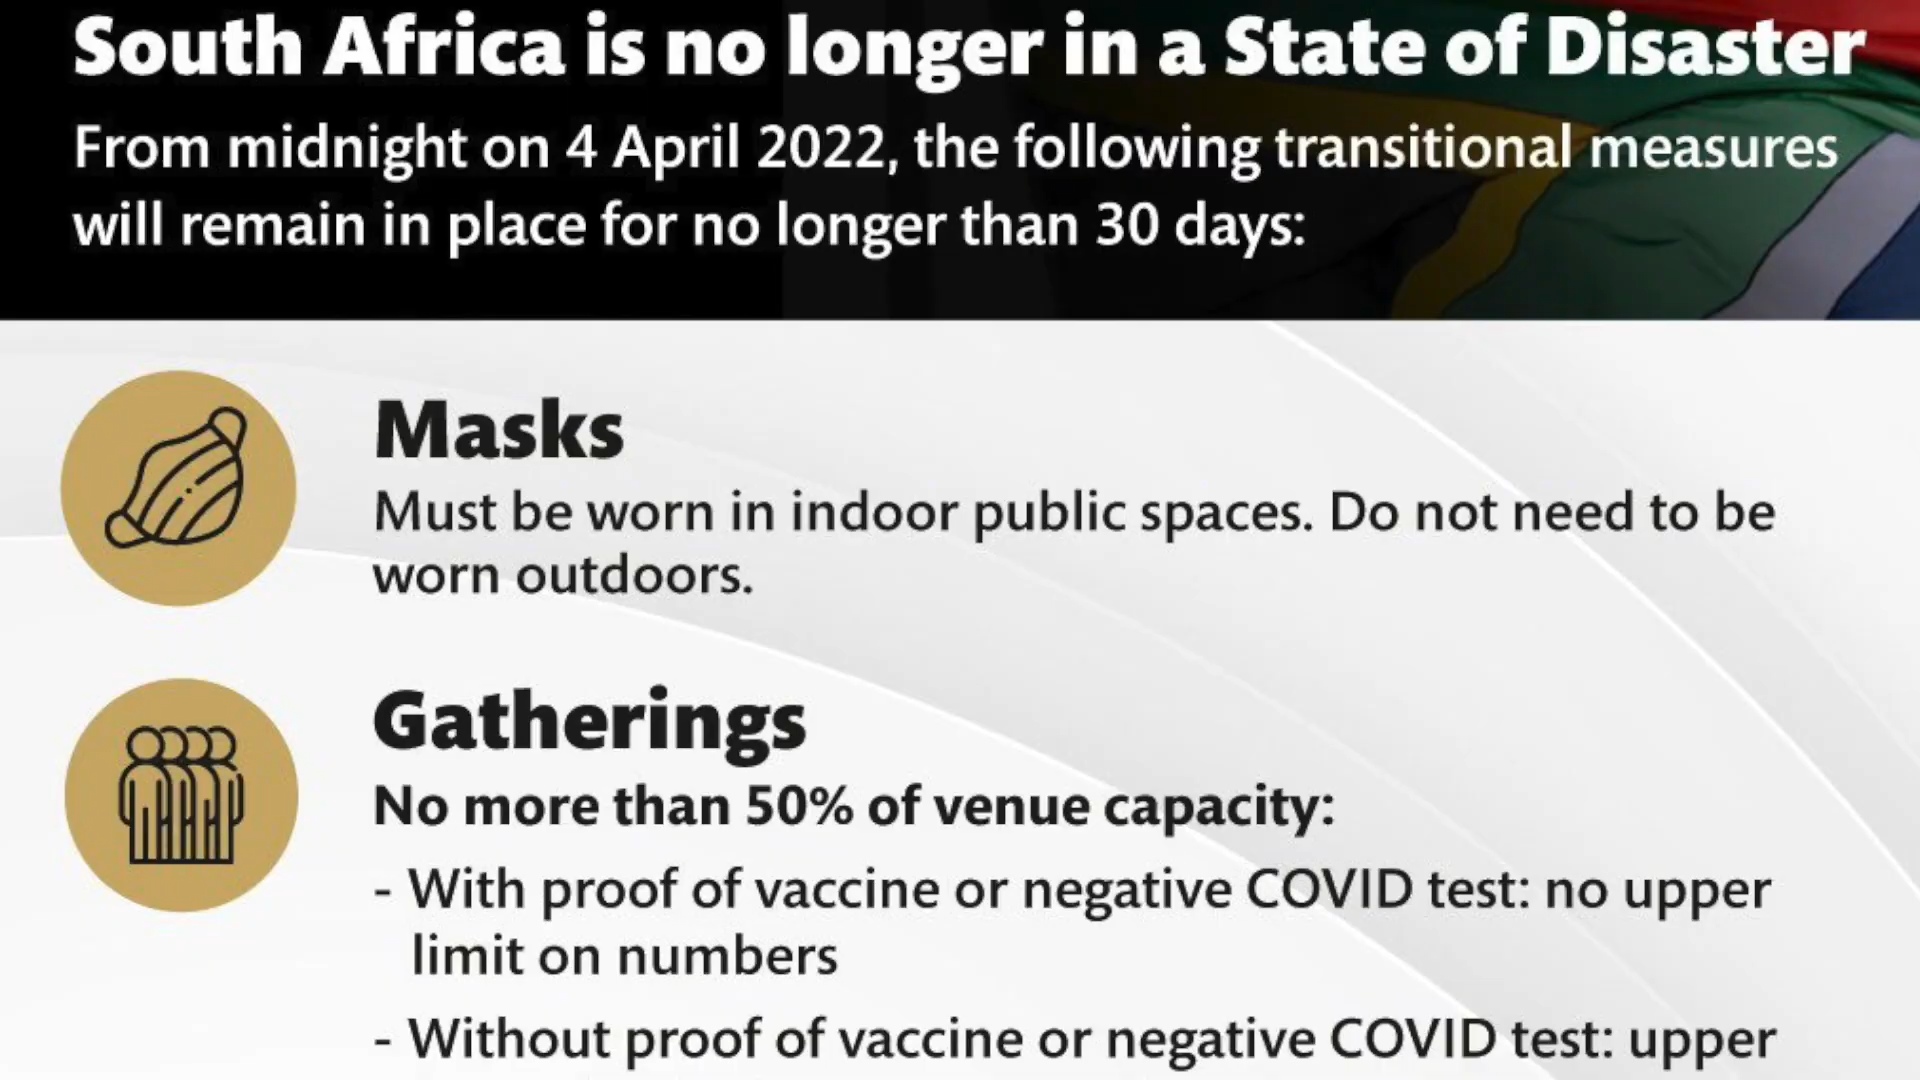 South Africa is no longer in a State of Disaster
From midnight on 4 April 2022, the following transitional measures
will remain in place for no longer than 30 days:
Masks
Must be worn in indoor public spaces. Do not need to be
worn outdoors.
Gatherings
No more than 50% of venue capacity:
- With proof of vaccine or negative COVID test: no upper
limit on numbers
- Without proof of vaccine or negative COVID test: upper